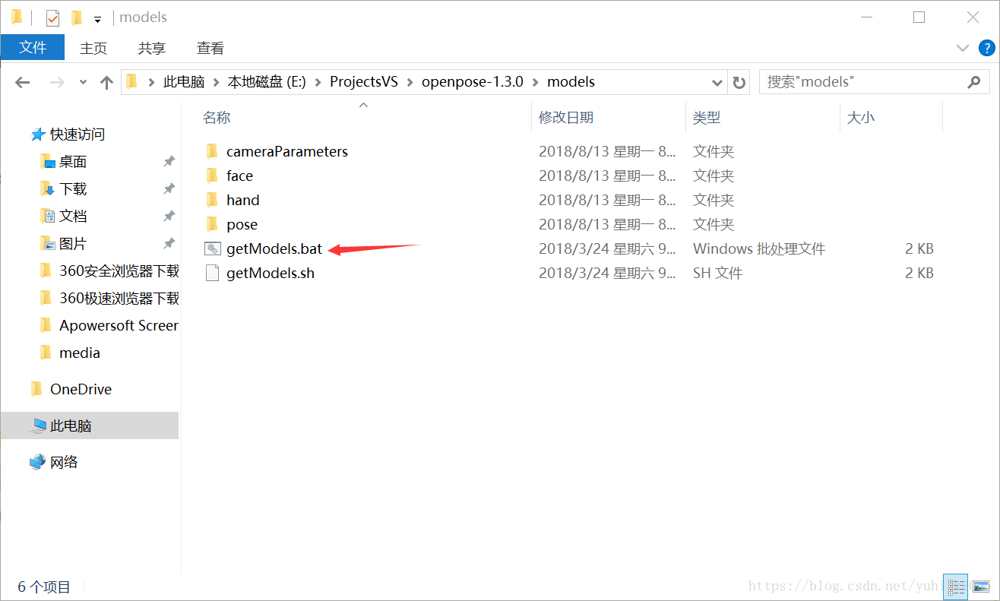 models
文件 主页 共享 查看
此电脑 本地磁盘 (E:) ProjectsVS openpose-1.3.0 models 搜索"models"
名称 修改日期 类型 大小
快速访问
桌面
下载
文档
图片
360安全浏览器下载
360极速浏览器下载
Apowersoft Screer
media
OneDrive
此电脑
网络
cameraParameters 2018/8/13 星期一 8... 文件夹
face 2018/8/13 星期一 8... 文件夹
hand 2018/8/13 星期一 8... 文件夹
pose 2018/8/13 星期一 8... 文件夹
getModels.bat 2018/3/24 星期六 9... Windows 批处理文件 2 KB
getModels.sh 2018/3/24 星期六 9... SH 文件 2 KB
6 个项目